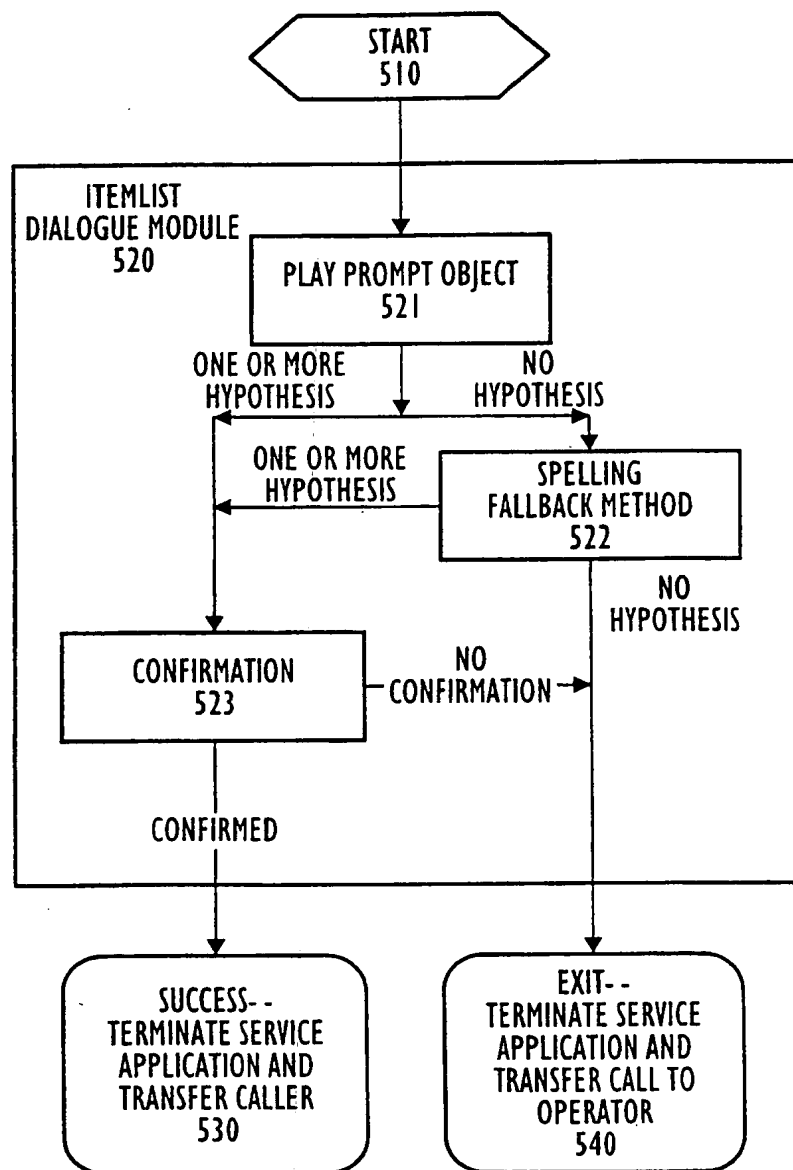 START
510
ITEMLIST
DIALOGUE MODULE
520
PLAY PROMPT OBJECT
521
ONE OR MORE
HYPOTHESIS
NO
HYPOTHESIS
ONE OR MORE
HYPOTHESIS
SPELLING
FALLBACK METHOD
522
NO
HYPOTHESIS
CONFIRMATION
523
NO
CONFIRMATION
CONFIRMED
SUCCESS--
TERMINATE SERVICE
APPLICATION AND
TRANSFER CALLER
530
EXIT--
TERMINATE SERVICE
APPLICATION AND
TRANSFER CALL TO
OPERATOR
540